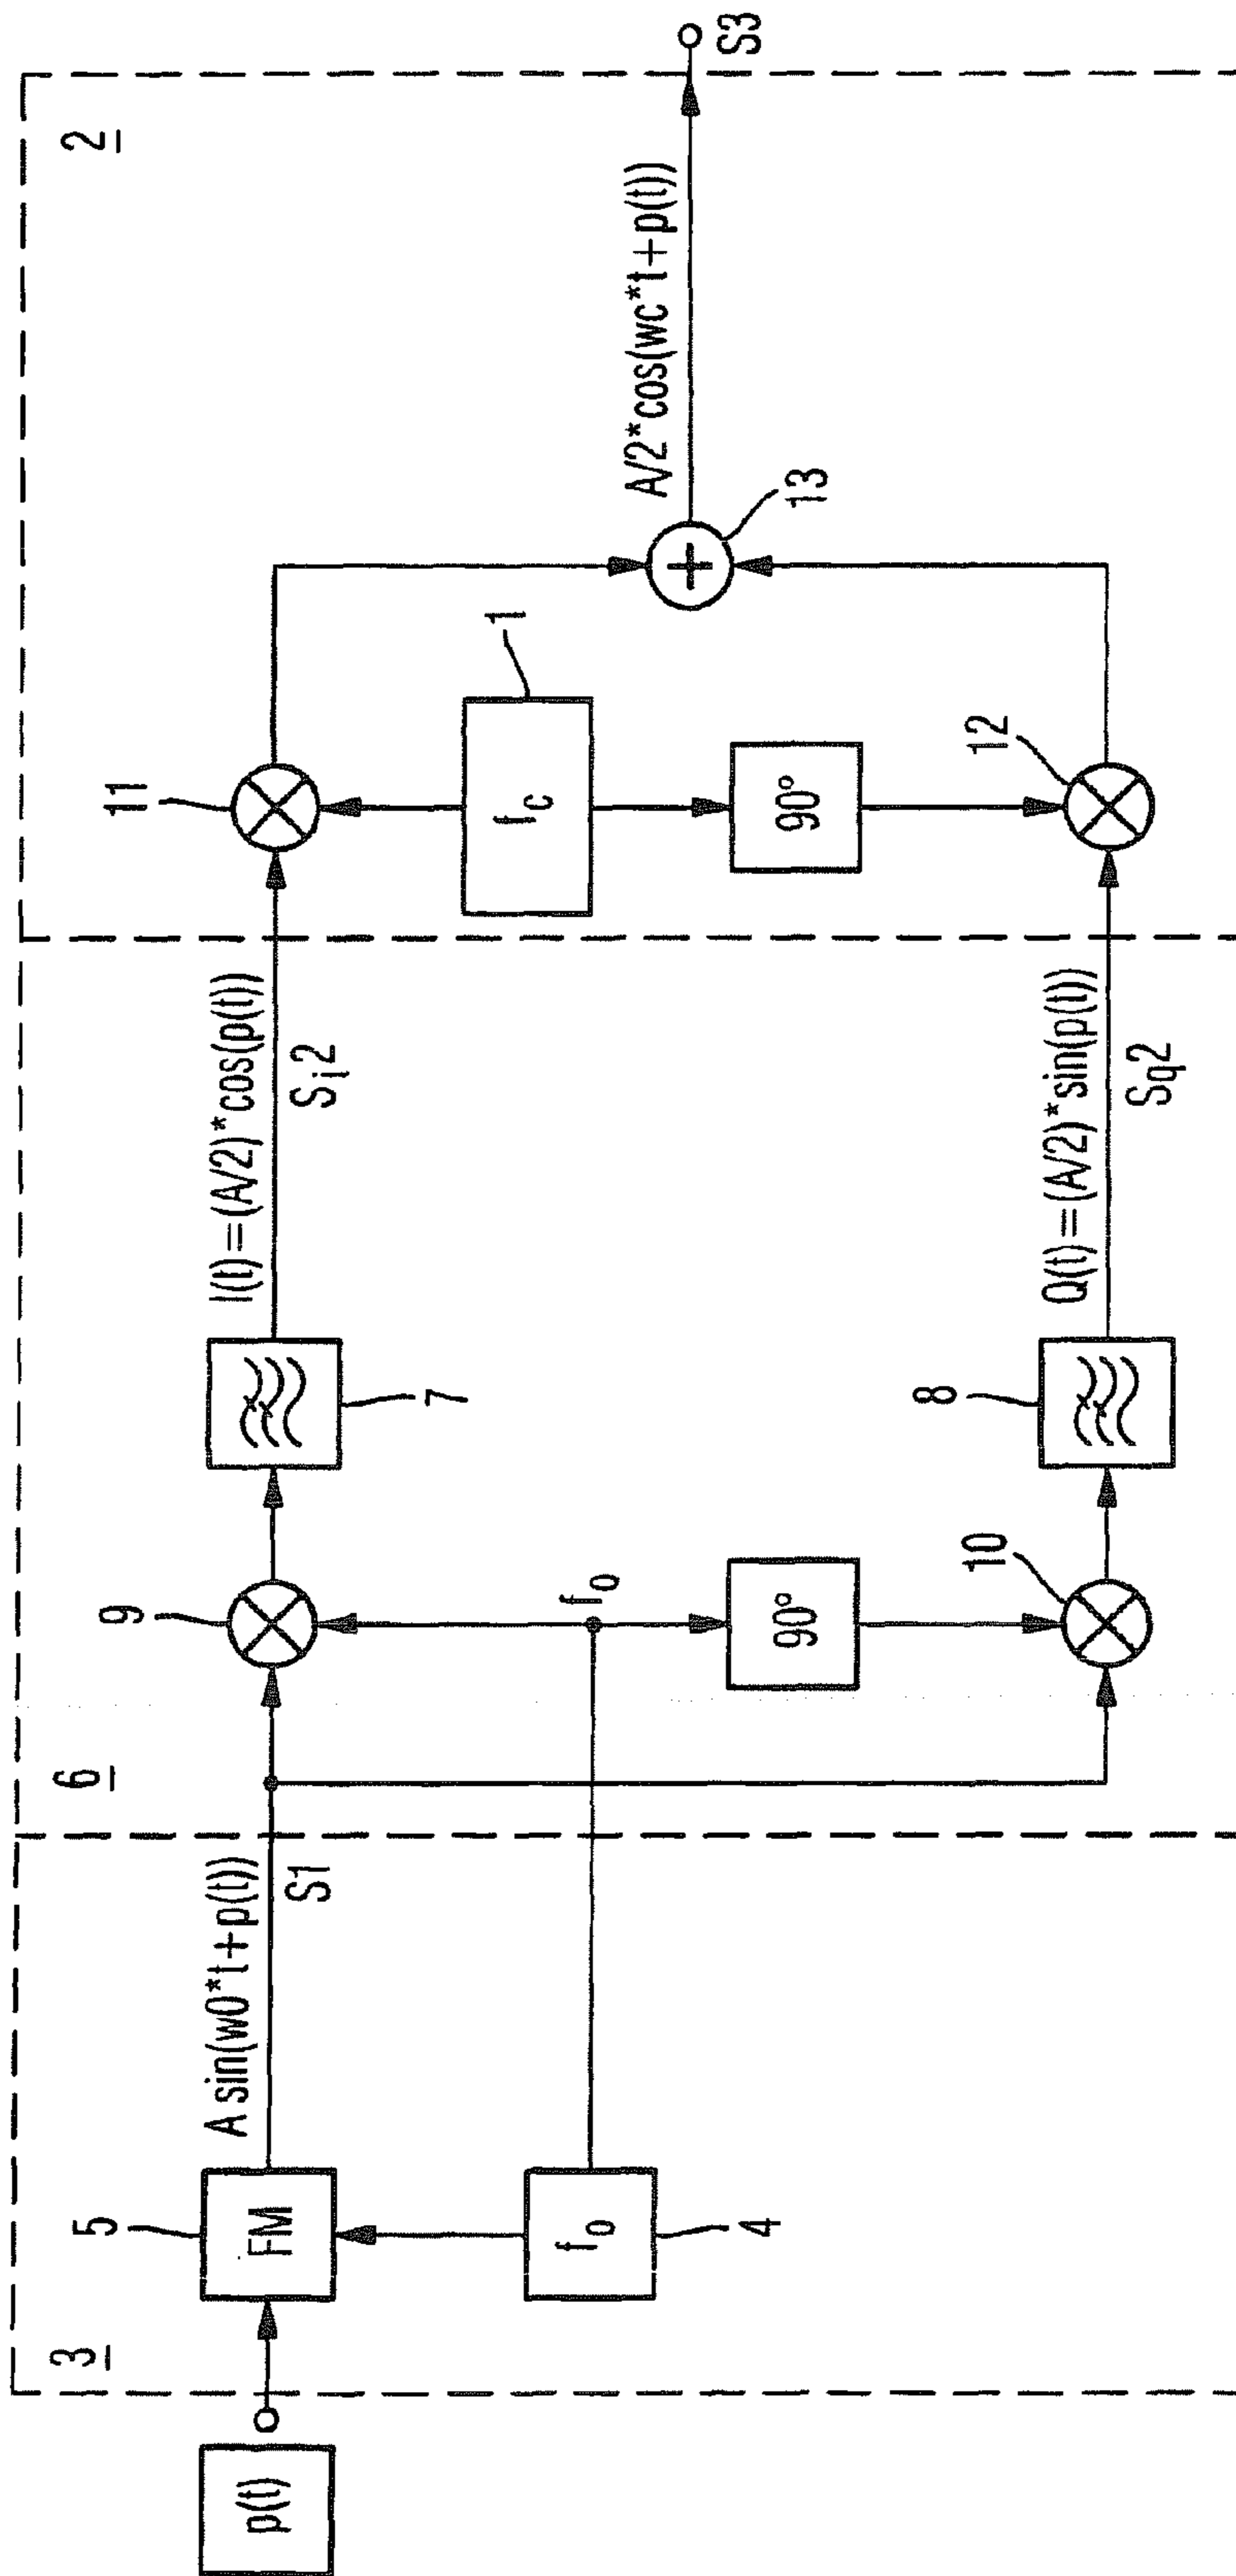 p(t)
3
5
FM
f₀
4
A sin(w0*t+p(t))
S1
6
9
f₀
90°
10
7
8
I(t)=(A/2)*cos(p(t))
Sᵢ2
Q(t)=(A/2)*sin(p(t))
Sq2
2
11
1
f_c
90°
12
13
A/2*cos(wc*t+p(t))
S3